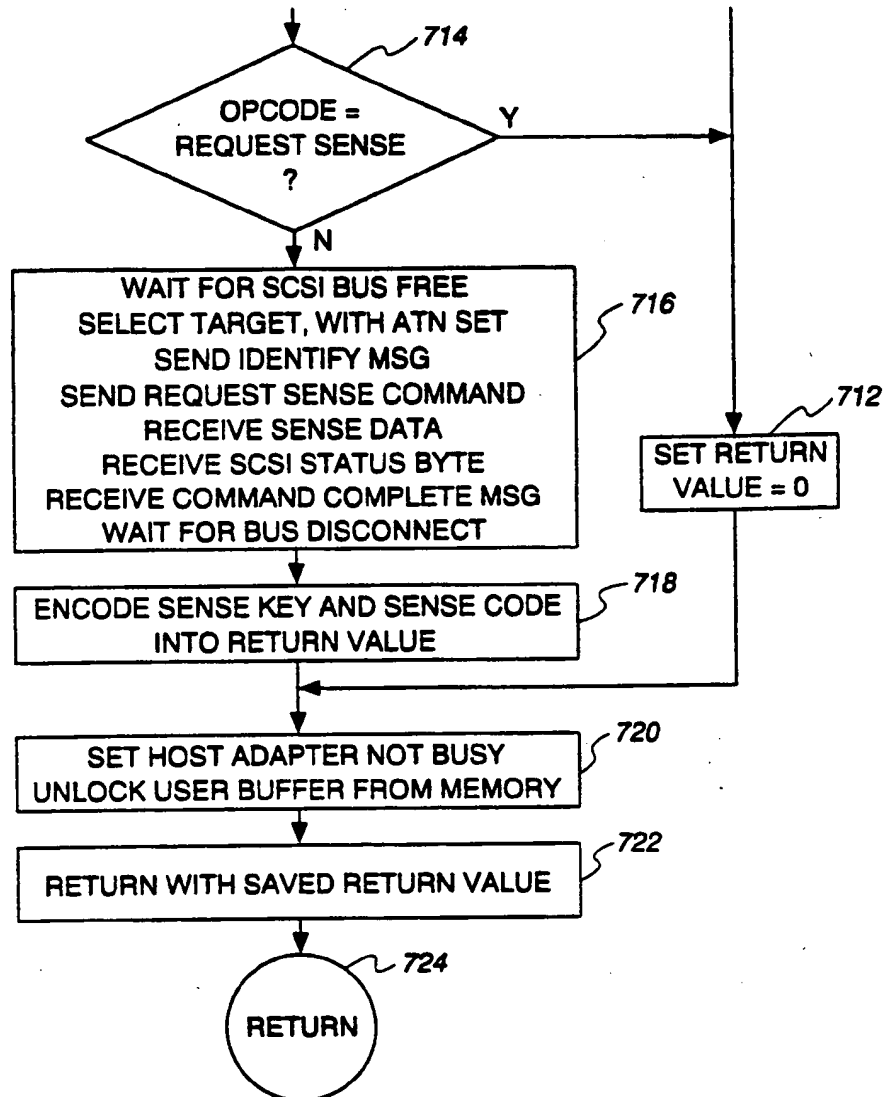 714
OPCODE =
REQUEST SENSE
?
Y
N
WAIT FOR SCSI BUS FREE
SELECT TARGET, WITH ATN SET
SEND IDENTIFY MSG
SEND REQUEST SENSE COMMAND
RECEIVE SENSE DATA
RECEIVE SCSI STATUS BYTE
RECEIVE COMMAND COMPLETE MSG
WAIT FOR BUS DISCONNECT
716
712
SET RETURN
VALUE = 0
718
ENCODE SENSE KEY AND SENSE CODE
INTO RETURN VALUE
720
SET HOST ADAPTER NOT BUSY
UNLOCK USER BUFFER FROM MEMORY
722
RETURN WITH SAVED RETURN VALUE
724
RETURN